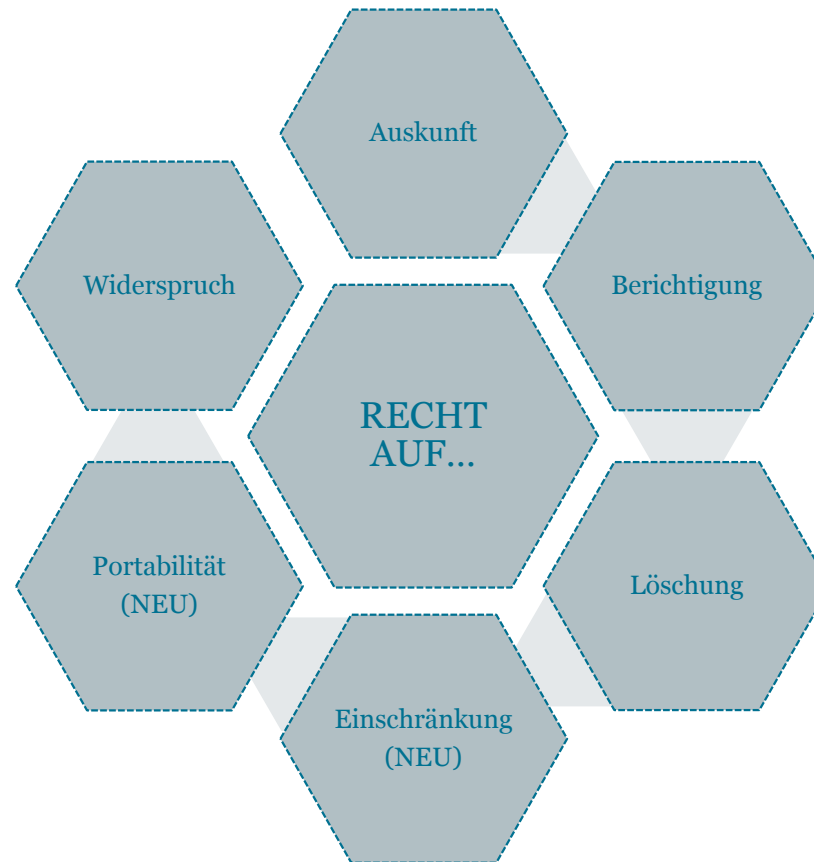 Auskunft
Widerspruch
Berichtigung
RECHT
AUF...
Portabilität
(NEU)
Löschung
Einschränkung
(NEU)